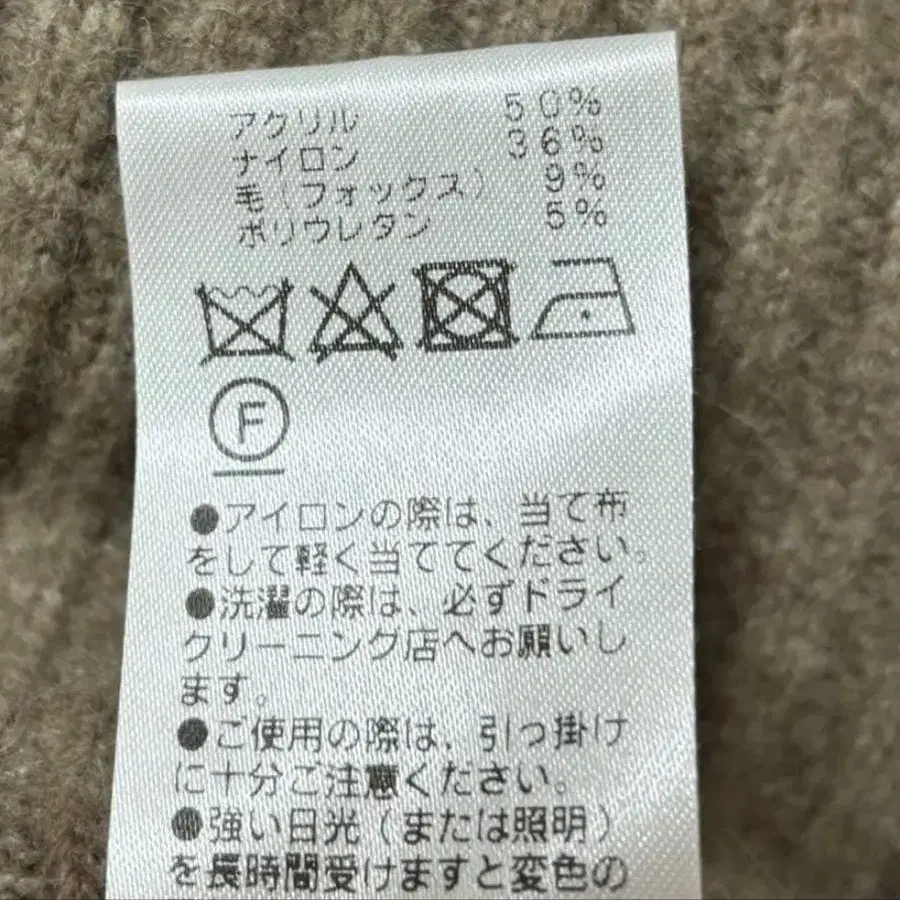 アクリル 50%
ナイロン 36%
毛(フォックス) 9%
ポリウレタン 5%
F
●アイロンの際は、当て布
をして軽く当ててください。
●洗濯の際は、必ずドライ
クリーニング店へお願いし
ます。
●ご使用の際は、引っ掛け
に十分ご注意ください。
●強い日光(または照明)
を長時間受けますと変色の